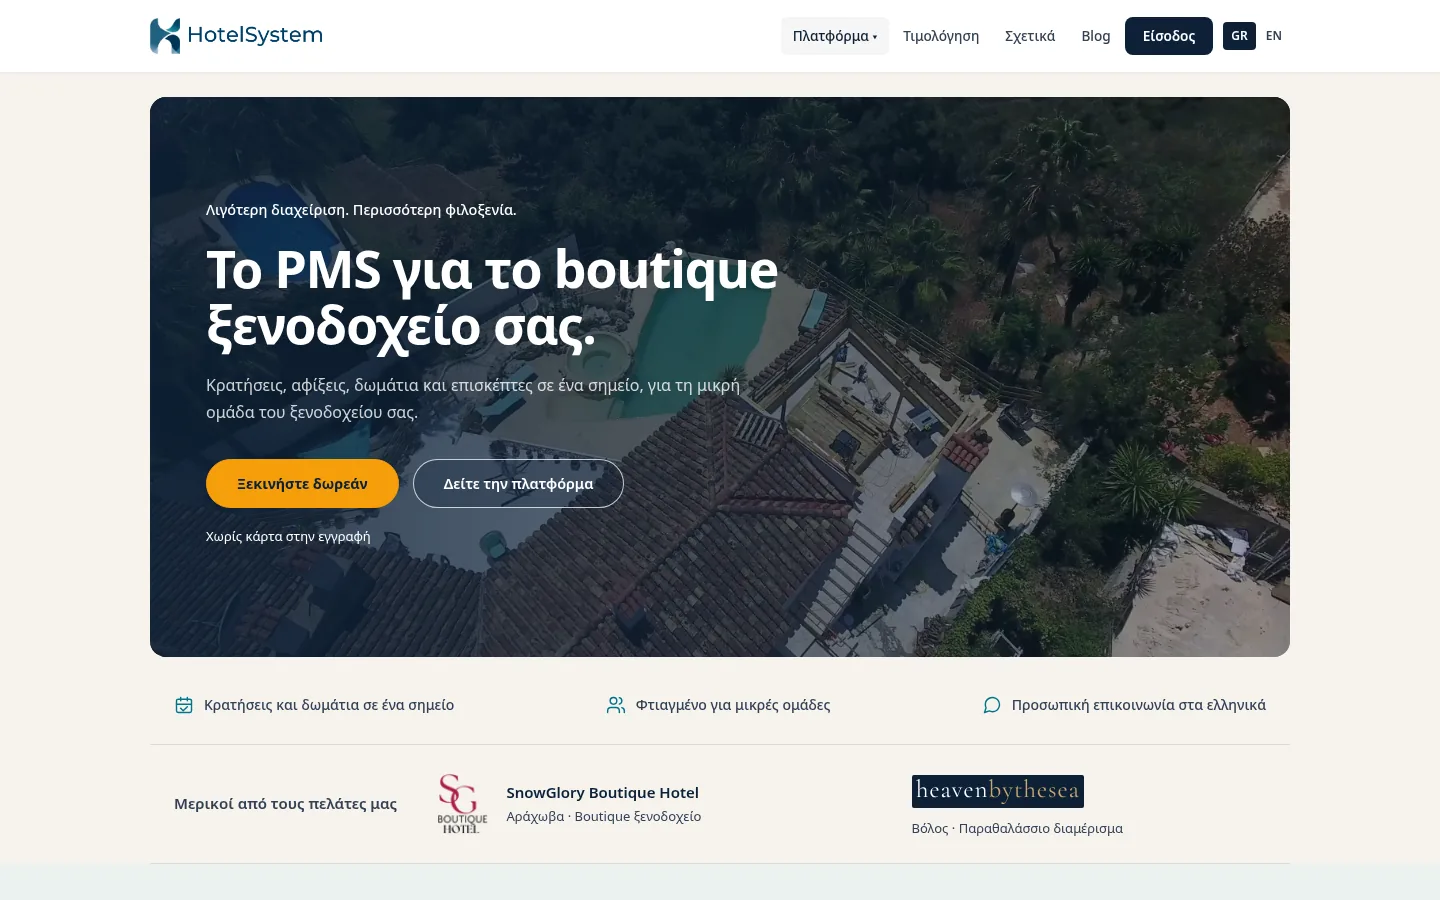 HotelSystem
Πλατφόρμα ▾
Τιμολόγηση
Σχετικά
Blog
Είσοδος
GR
EN
Λιγότερη διαχείριση. Περισσότερη φιλοξενία.
Το PMS για το boutique
ξενοδοχείο σας.
Κρατήσεις, αφίξεις, δωμάτια και επισκέπτες σε ένα σημείο, για τη μικρή
ομάδα του ξενοδοχείου σας.
Ξεκινήστε δωρεάν
Δείτε την πλατφόρμα
Χωρίς κάρτα στην εγγραφή
Κρατήσεις και δωμάτια σε ένα σημείο
Φτιαγμένο για μικρές ομάδες
Προσωπική επικοινωνία στα ελληνικά
Μερικοί από τους πελάτες μας
SG
BOUTIQUE
HOTEL
SnowGlory Boutique Hotel
Αράχωβα · Boutique ξενοδοχείο
heavenbythesea
Βόλος · Παραθαλάσσιο διαμέρισμα